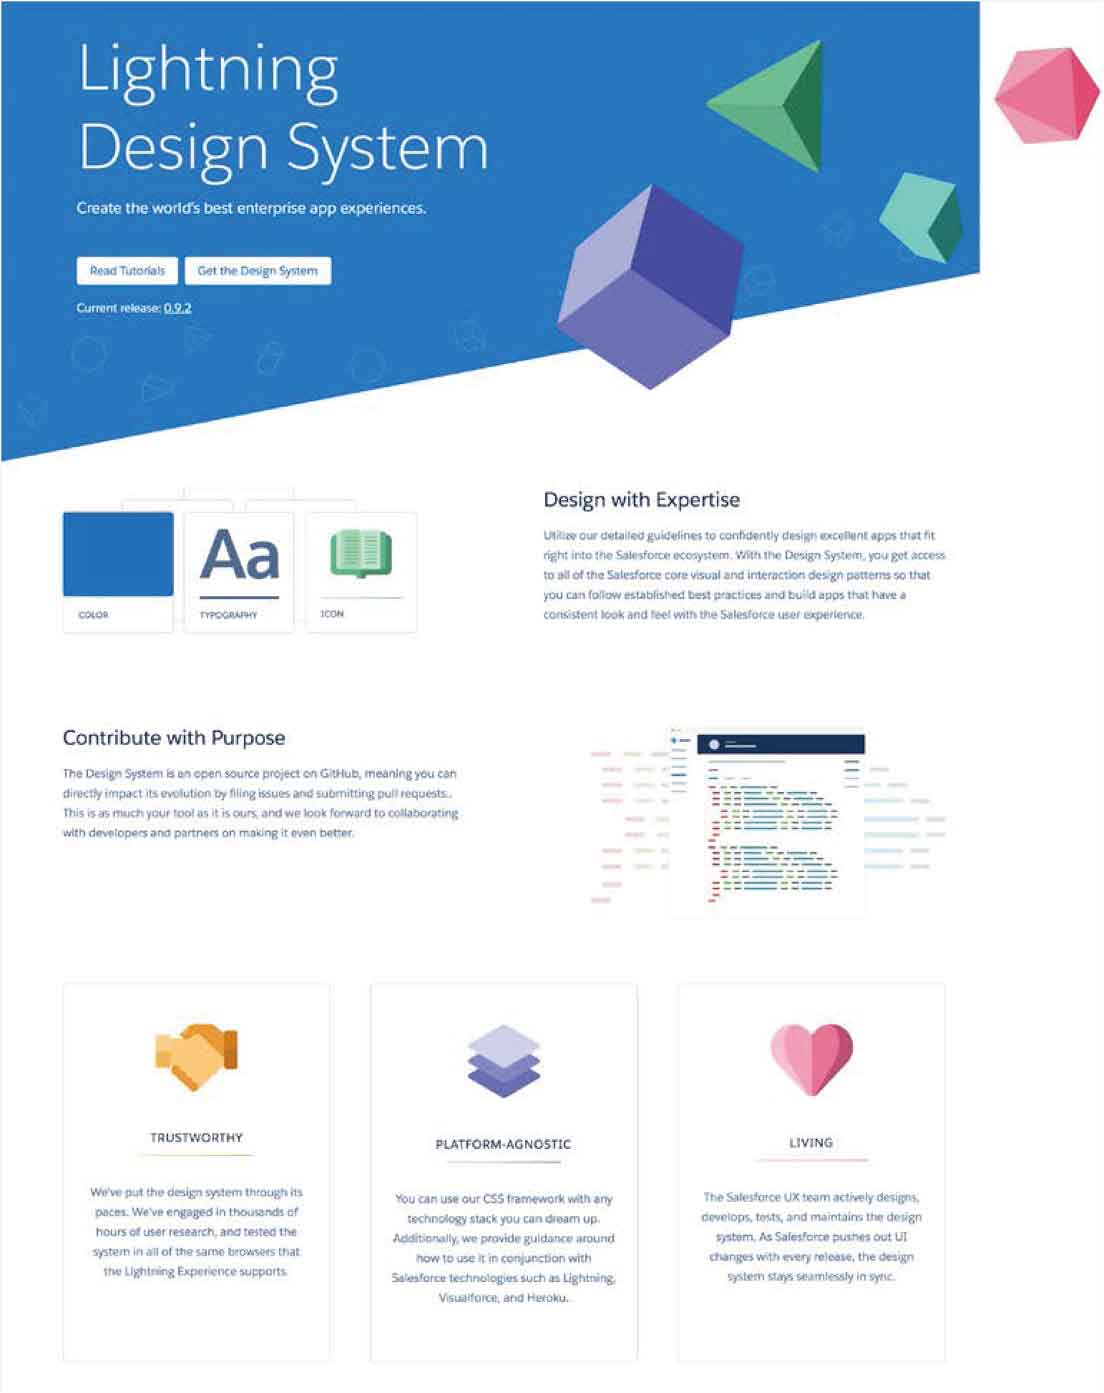 Lightning
Design System
Create the world's best enterprise app experiences.
Read Tutorials
Get the Design System
Current release: 0.9.2
Aa
COLOR
TYPOGRAPHY
ICON
Design with Expertise
Utilize our detailed guidelines to confidently design excellent apps that fit
right into the Salesforce ecosystem. With the Design System, you get access
to all of the Salesforce core visual and interaction design patterns so that
you can follow established best practices and build apps that have a
consistent look and feel with the Salesforce user experience.
Contribute with Purpose
The Design System is an open source project on GitHub, meaning you can
directly impact its evolution by filing issues and submitting pull requests..
This is as much your tool as it is ours, and we look forward to collaborating
with developers and partners on making it even better.
TRUSTWORTHY
We've put the design system through its
paces. We've engaged in thousands of
hours of user research, and tested the
system in all of the same browsers that
the Lightning Experience supports.
PLATFORM-AGNOSTIC
You can use our CSS framework with any
technology stack you can dream up.
Additionally, we provide guidance around
how to use it in conjunction with
Salesforce technologies such as Lightning,
Visualforce, and Heroku.
LIVING
The Salesforce UX team actively designs,
develops, tests, and maintains the design
system. As Salesforce pushes out UI
changes with every release, the design
system stays seamlessly in sync.